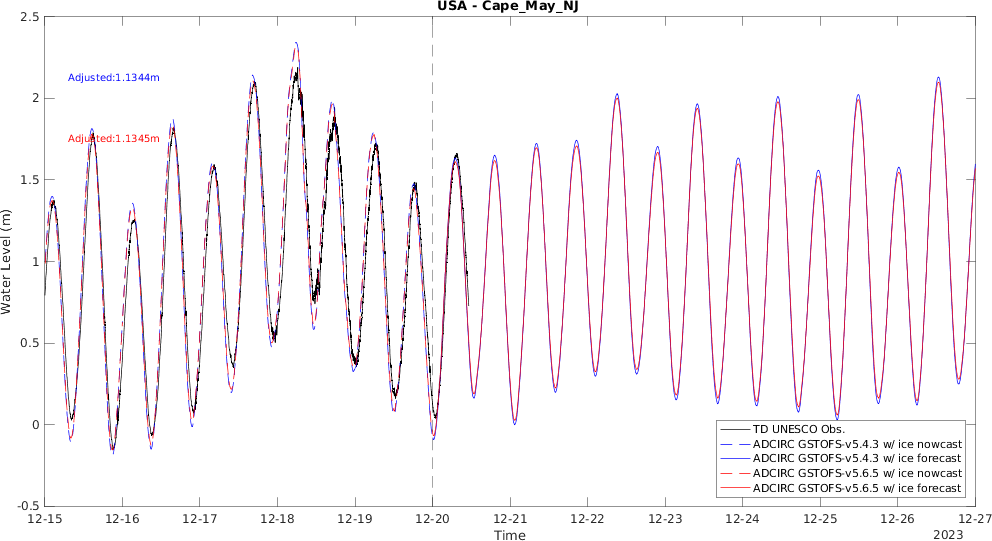 USA - Cape_May_NJ
2.5
2
1.5
1
0.5
0
-0.5
Water Level (m)
Adjusted:1.1344m
Adjusted:1.1345m
TD UNESCO Obs.
ADCIRC GSTOFS-v5.4.3 w/ ice nowcast
ADCIRC GSTOFS-v5.4.3 w/ ice forecast
ADCIRC GSTOFS-v5.6.5 w/ ice nowcast
ADCIRC GSTOFS-v5.6.5 w/ ice forecast
12-15 12-16 12-17 12-18 12-19 12-20 12-21 12-22 12-23 12-24 12-25 12-26 12-27
Time
2023